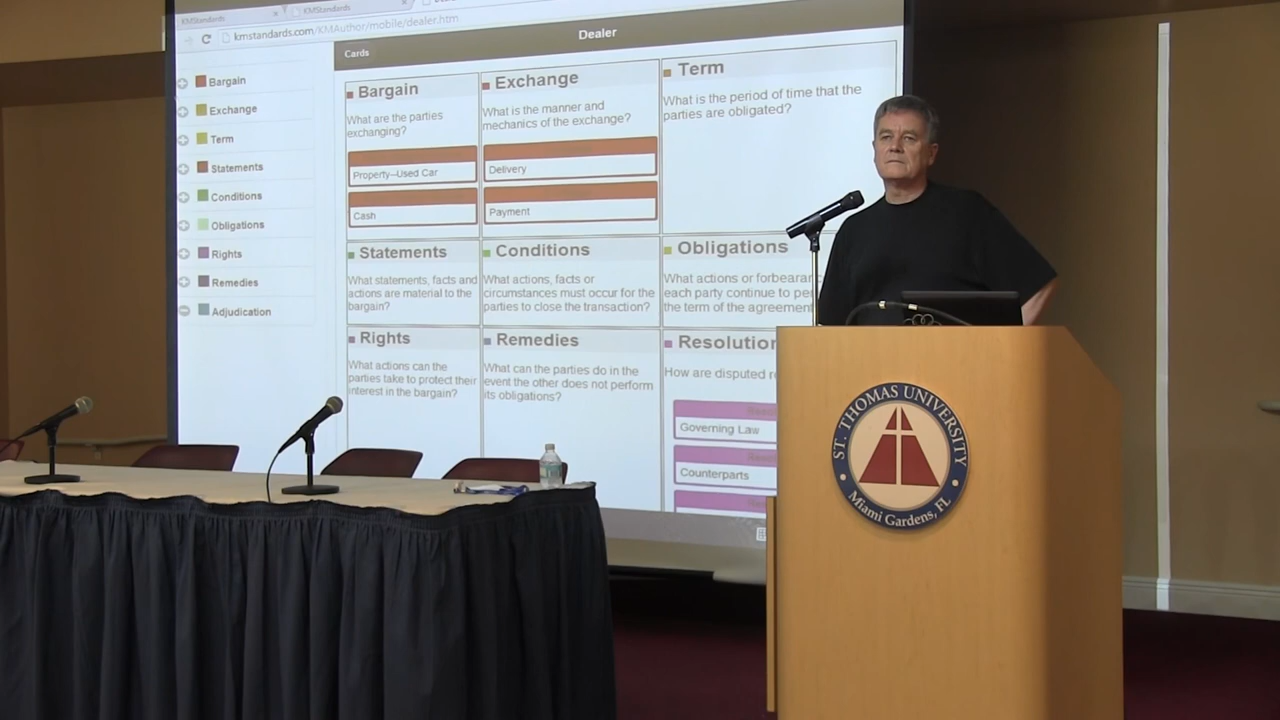 KMStandards
KMStandards
kmstandards.com/KMAuthor/mobile/dealer.htm
Dealer
Cards
Bargain
Exchange
Term
Statements
Conditions
Obligations
Rights
Remedies
Adjudication
Bargain
What are the parties
exchanging?
Property--Used Car
Cash
Exchange
What is the manner and
mechanics of the exchange?
Delivery
Payment
Term
What is the period of time that the
parties are obligated?
Statements
What statements, facts and
actions are material to the
bargain?
Conditions
What actions, facts or
circumstances must occur for the
parties to close the transaction?
Obligations
What actions or
each party continue to
the term of the agreement
Rights
What actions can the
parties take to protect their
interest in the bargain?
Remedies
What can the parties do in the
event the other does not perform
its obligations?
Resolution
How are disputed
Governing Law
Counterparts
ST. THOMAS UNIVERSITY
Miami Gardens, FL